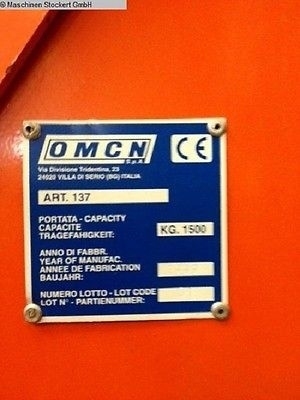 © Maschinen Stockert GmbH
OMCN
S.p.A.
CE
Via Divisione Tridentina, 23
24020 VILLA DI SERIO (BG) ITALIA
ART. 137
PORTATA - CAPACITY
CAPACITE
TRAGEFAHIGKEIT:
KG. 1500
ANNO DI FABBR.
YEAR OF MANUFAC.
ANNEE DE FABRICATION
BAUJAHR:
NUMERO LOTTO - LOT CODE
LOT N° - PARTIENUMMER: